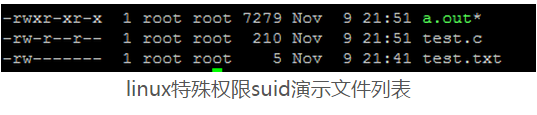 -rwxr-xr-x 1 root root 7279 Nov 9 21:51 a.out*
-rw-r--r-- 1 root root 210 Nov 9 21:51 test.c
-rw------- 1 root root 5 Nov 9 21:41 test.txt
linux特殊权限suid演示文件列表